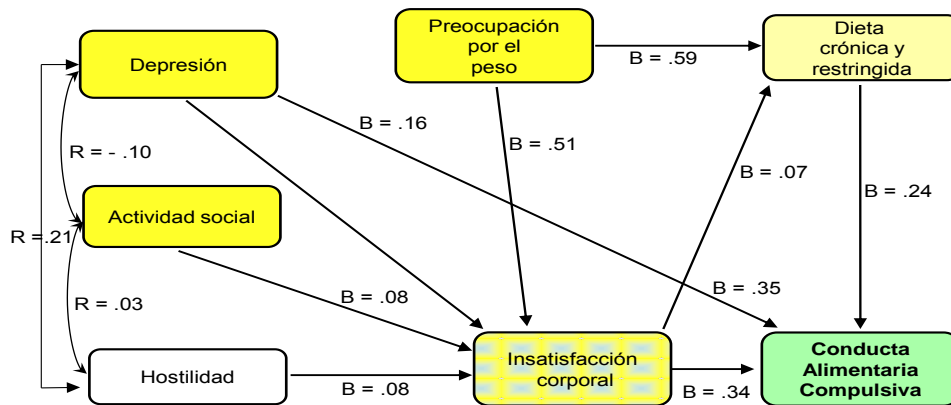 Preocupación
por el
peso
Dieta
crónica y
restringida
Depresión
B = .59
B = .16
B = .51
R = - .10
B = .07
B = .24
Actividad social
R =.21
B = .35
B = .08
R = .03
Insatisfacción
corporal
Conducta
Alimentaria
Compulsiva
Hostilidad
B = .08
B = .34